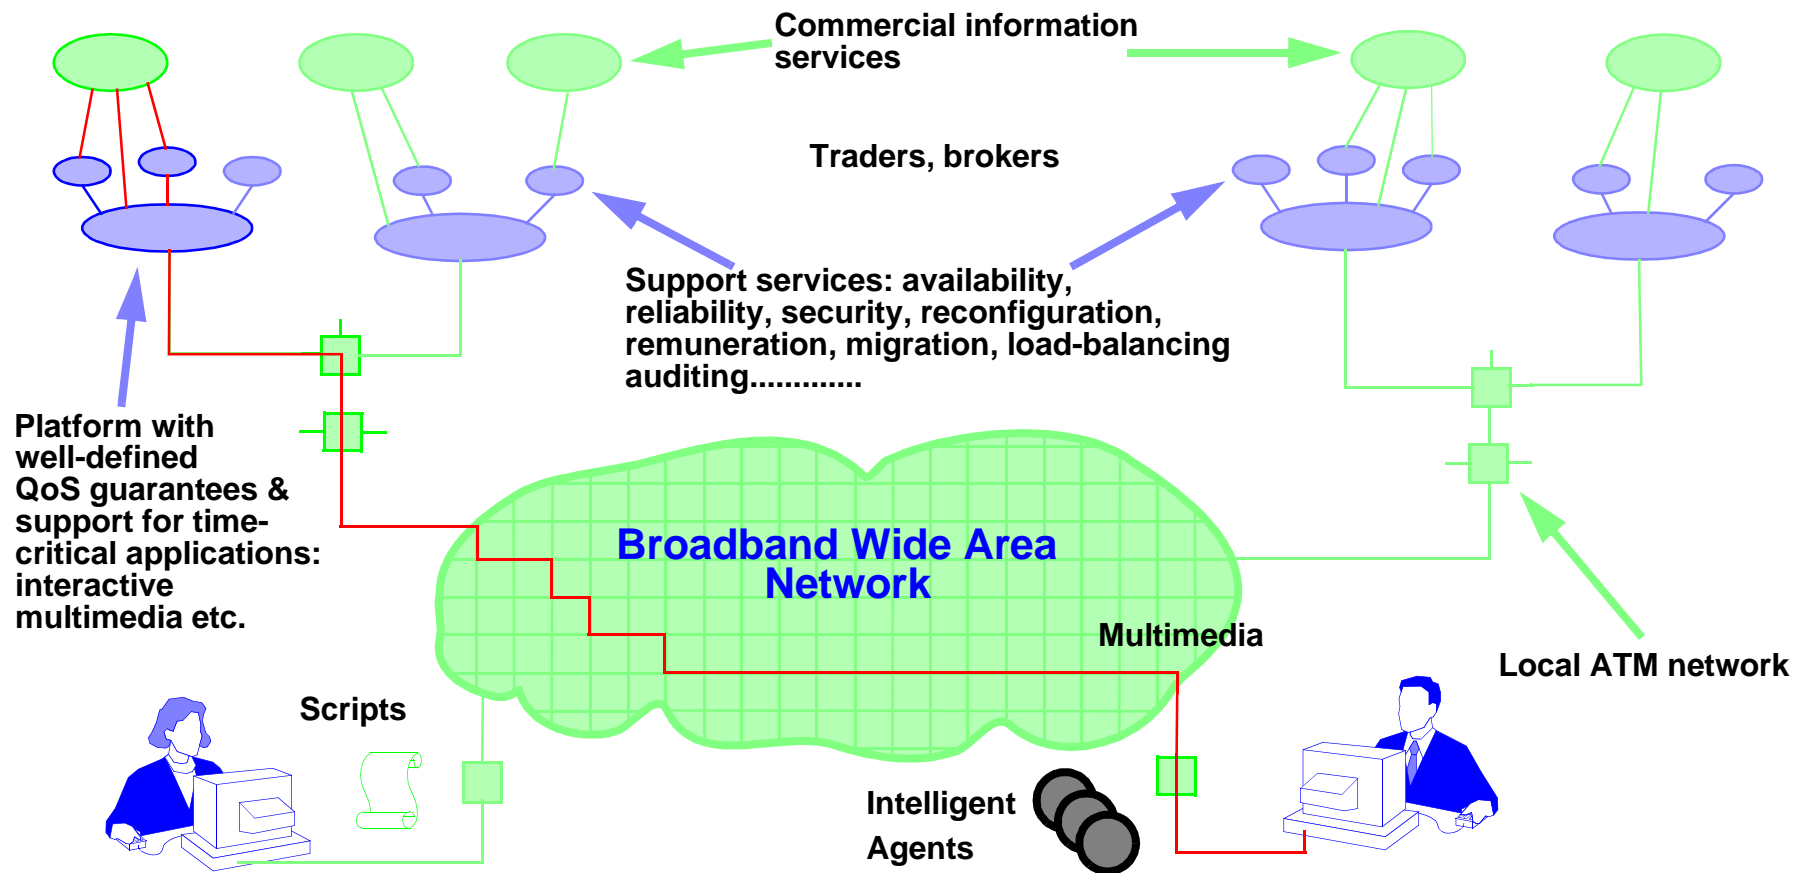 Commercial information
services
Traders, brokers
Support services: availability,
reliability, security, reconfiguration,
remuneration, migration, load-balancing
auditing.............
Platform with
well-defined
QoS guarantees &
support for time-
critical applications:
interactive
multimedia etc.
Broadband Wide Area
Network
Multimedia
Local ATM network
Scripts
Intelligent
Agents